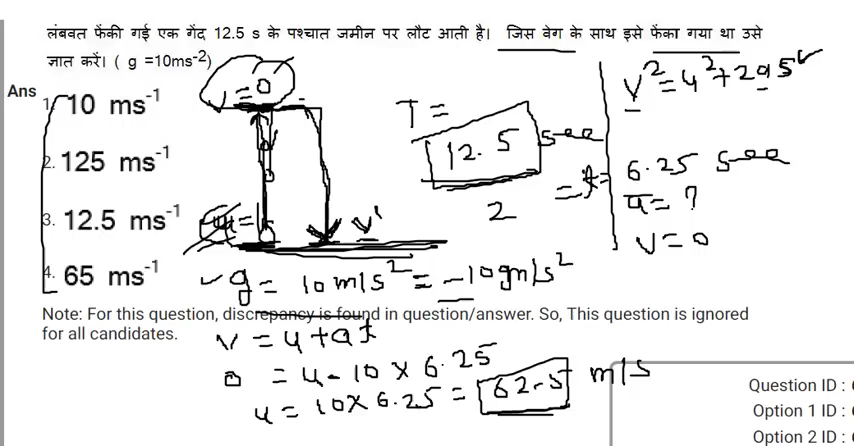 लंबवत फेंकी गई एक गेंद 12.5 s के पश्चात जमीन पर लौट आती है। जिस वेग के साथ इसे फेंका गया था उसे
ज्ञात करें। ( g =10ms-2)
Ans
1. 10 ms-1
2. 125 ms-1
3. 12.5 ms-1
4. 65 ms-1
V = 0
u =
V'
T =
12.5 sec
2
= t =
6.25 sec
u = ?
V = 0
V² = u² + 2as
g = 10 m/s² = -10 gm/s²
Note: For this question, discrepancy is found in question/answer. So, This question is ignored
for all candidates.
V = u + at
0 = u - 10 × 6.25
u = 10 × 6.25 = 62.5 m/s
Question ID :
Option 1 ID :
Option 2 ID :